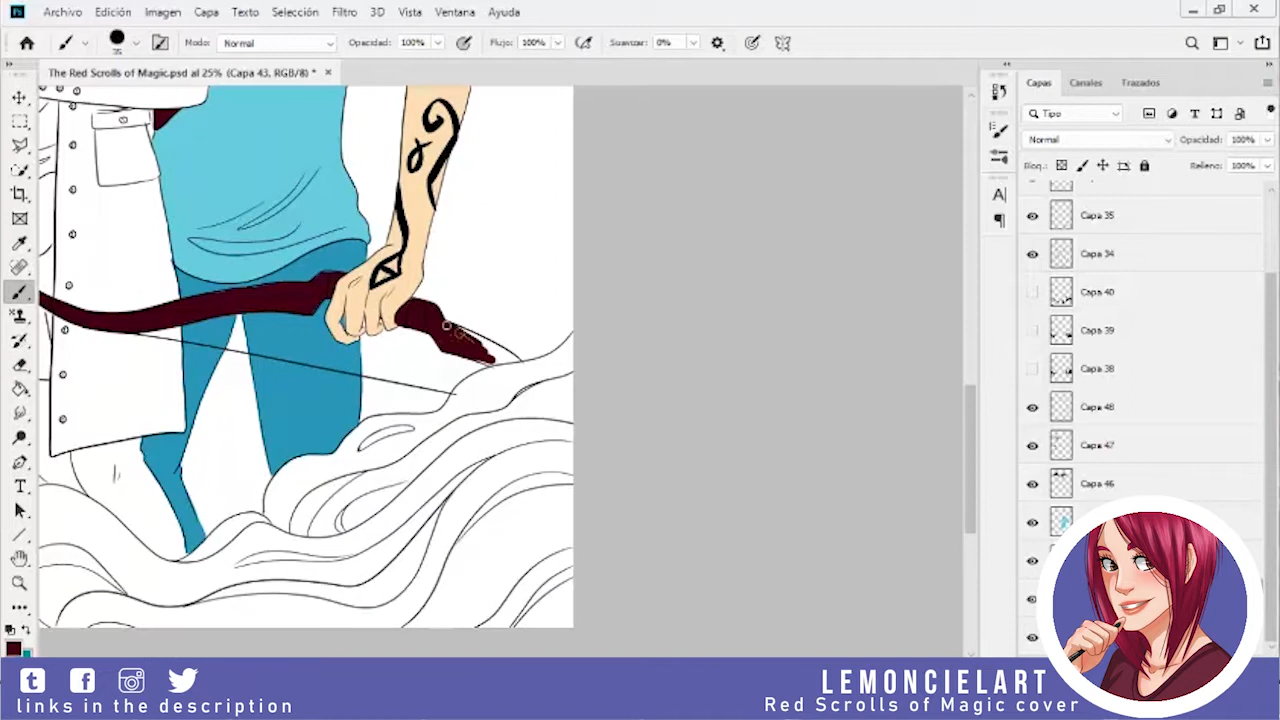 Archivo Edición Imagen Capa Texto Selección Filtro 3D Vista Ventana Ayuda
Modo: Normal Opacidad: 100% Flujo: 100% Suavizar: 0%
The Red Scrolls of Magic.psd al 25% (Capa 43, RGB/8) * ×
Capas Canales Trazados
Tipo
Normal Opacidad: 100%
Bloq.: Relleno: 100%
Capa 35
Capa 34
Capa 40
Capa 39
Capa 38
Capa 48
Capa 47
Capa 46
LEMONCIELART
links in the description
Red Scrolls of Magic cover